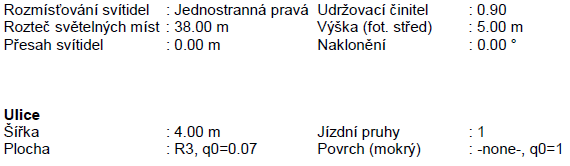 Rozmísťování svítidel : Jednostranná pravá Udržovací činitel : 0.90
Rozteč světelných míst : 38.00 m Výška (fot. střed) : 5.00 m
Přesah svítidel : 0.00 m Naklonění : 0.00 °
Ulice
Šířka : 4.00 m Jízdní pruhy : 1
Plocha : R3, q0=0.07 Povrch (mokrý) : -none-, q0=1